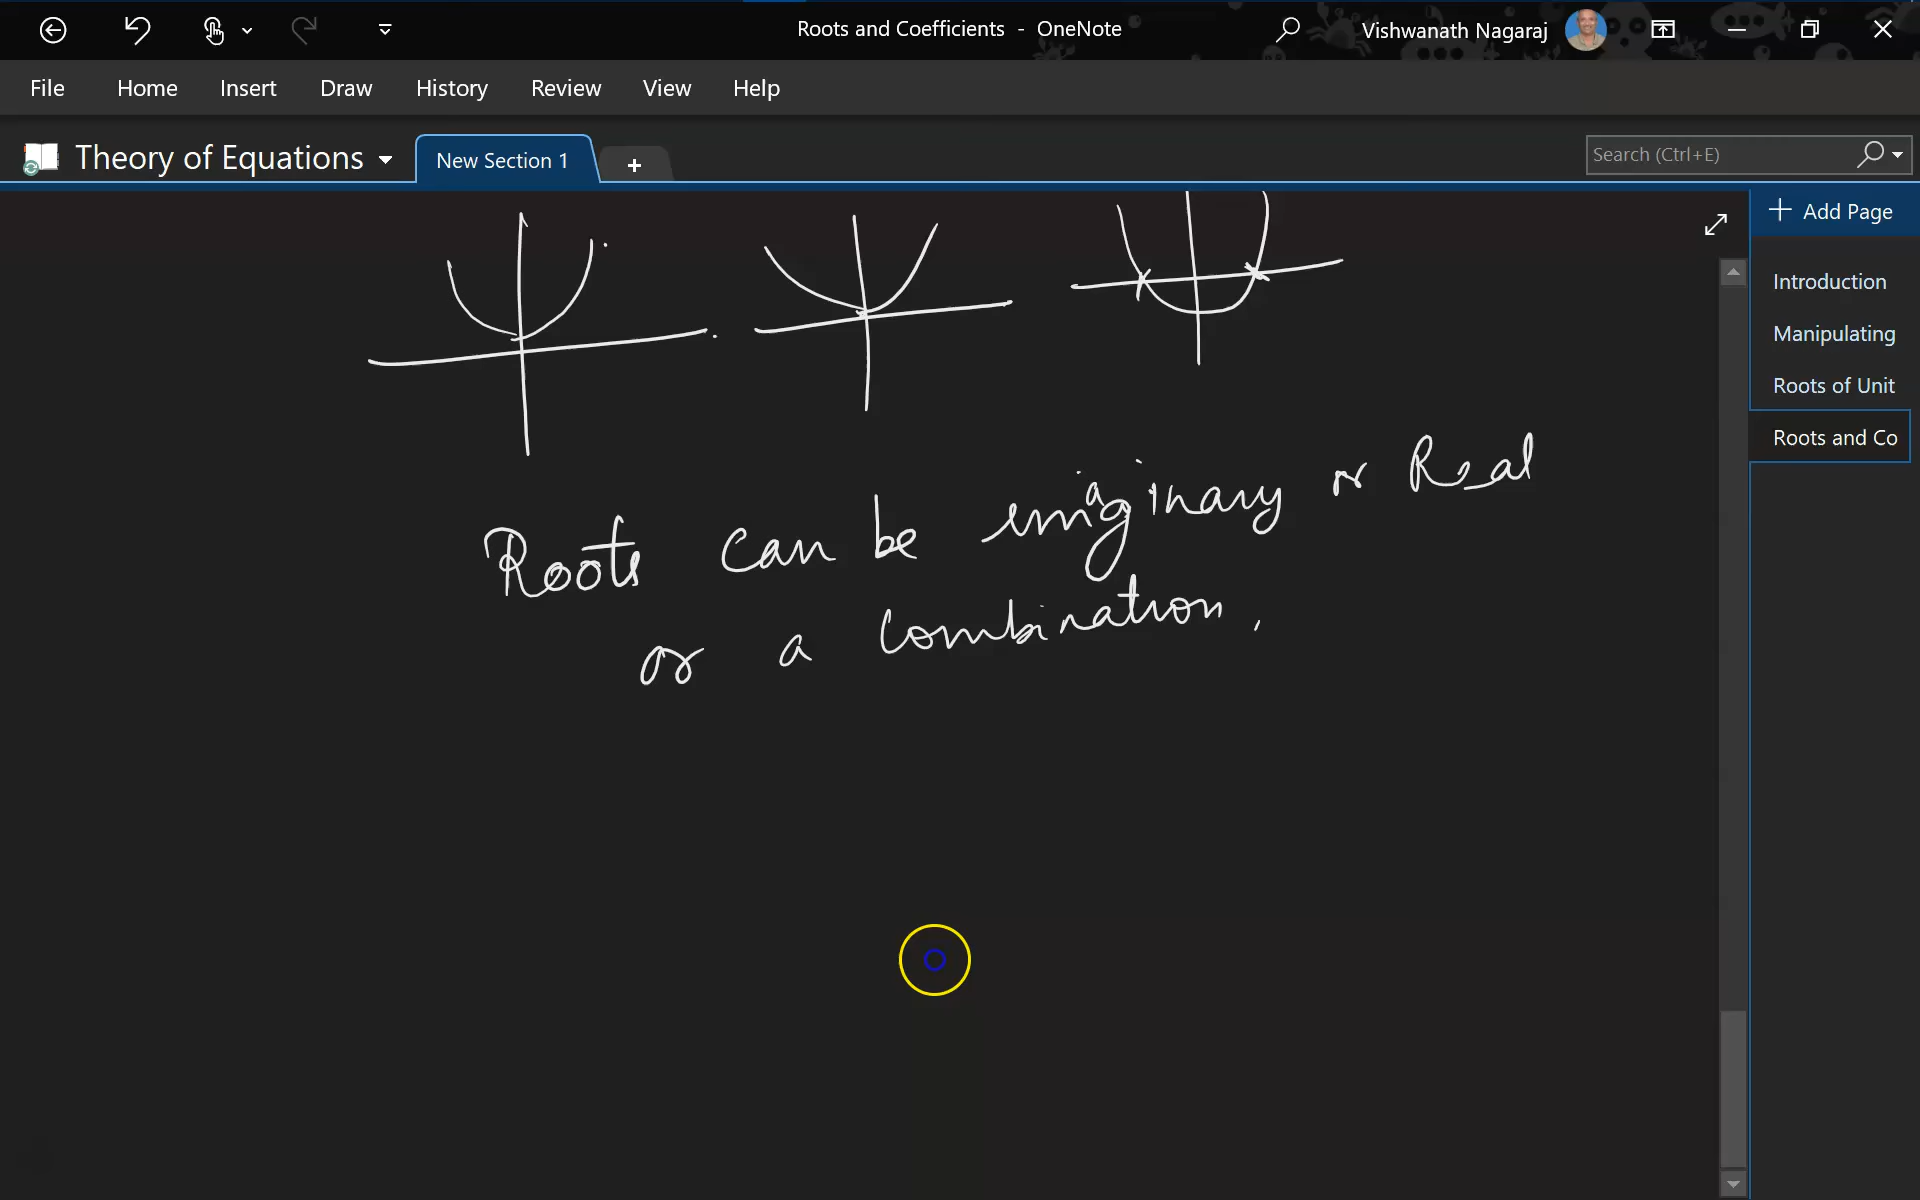 Roots and Coefficients - OneNote
Vishwanath Nagaraj
File Home Insert Draw History Review View Help
Theory of Equations
New Section 1
+
Search (Ctrl+E)
Add Page
Introduction
Manipulating
Roots of Unit
Roots and Co
Roots can be imaginary or Real
or a combination.